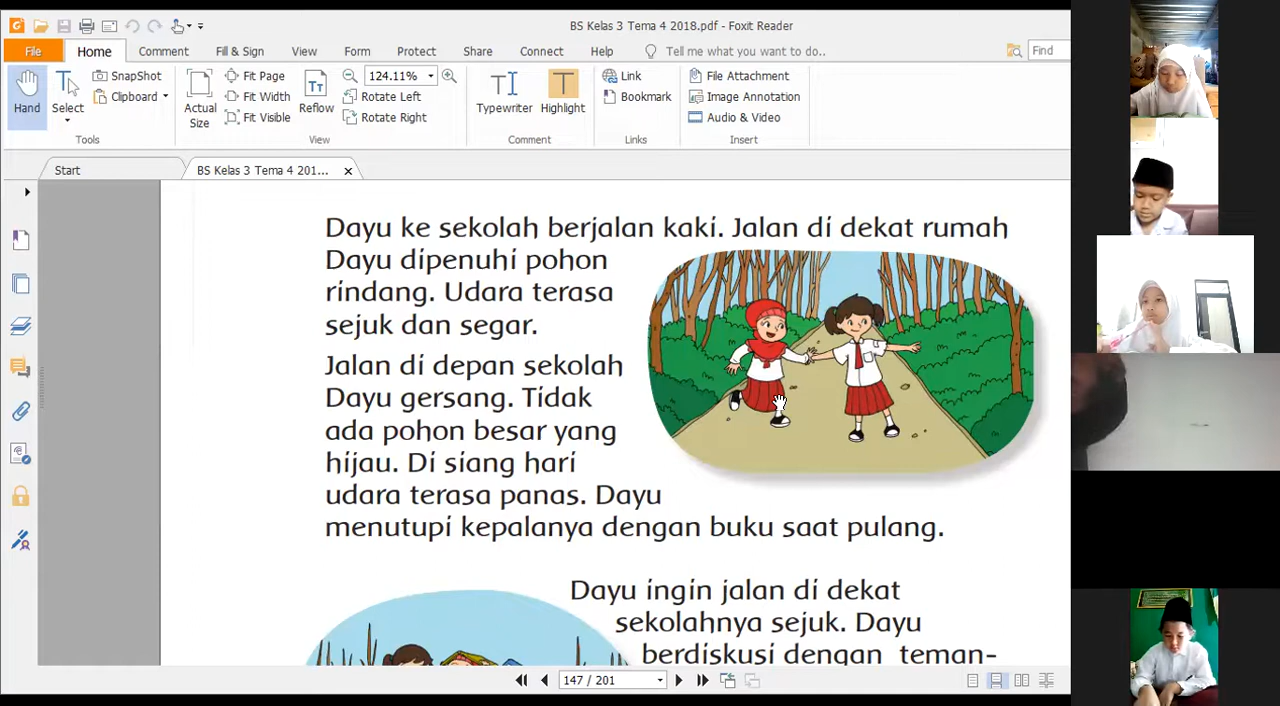 BS Kelas 3 Tema 4 2018.pdf - Foxit Reader
File Home Comment Fill & Sign View Form Protect Share Connect Help Tell me what you want to do.. Find
Hand
Select
SnapShot
Clipboard
Tools
Actual Size
Fit Page
Fit Width
Fit Visible
Reflow
124.11%
Rotate Left
Rotate Right
View
Typewriter
Highlight
Comment
Link
Bookmark
Links
File Attachment
Image Annotation
Audio & Video
Insert
Start
BS Kelas 3 Tema 4 201...
Dayu ke sekolah berjalan kaki. Jalan di dekat rumah
Dayu dipenuhi pohon
rindang. Udara terasa
sejuk dan segar.
Jalan di depan sekolah
Dayu gersang. Tidak
ada pohon besar yang
hijau. Di siang hari
udara terasa panas. Dayu
menutupi kepalanya dengan buku saat pulang.
Dayu ingin jalan di dekat
sekolahnya sejuk. Dayu
berdiskusi dengan teman-
147 / 201